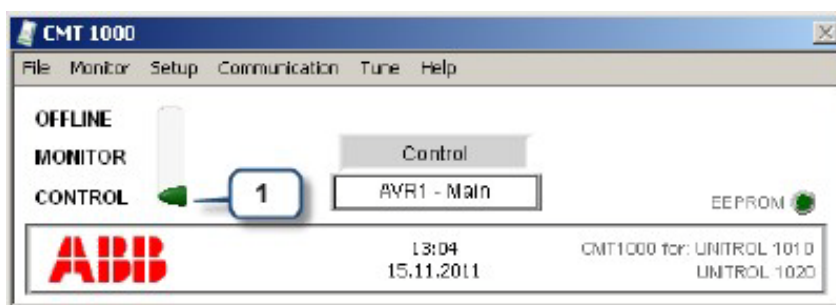 CMT 1000
File Monitor Setup Communication Tune Help
OFFLINE
MONITOR
CONTROL
1
Control
AVR1 - Main
EEPROM
ABB
13:04
15.11.2011
CMT1000 for: UNITROL 1010
UNITROL 1020